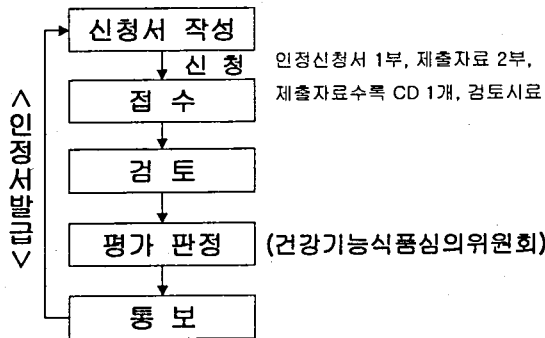 신청서 작성
신 청
인정신청서 1부, 제출자료 2부,
제출자료수록 CD 1개, 검토시료
접 수
검 토
평가 판정 (건강기능식품심의위원회)
통 보
<인정서발급>